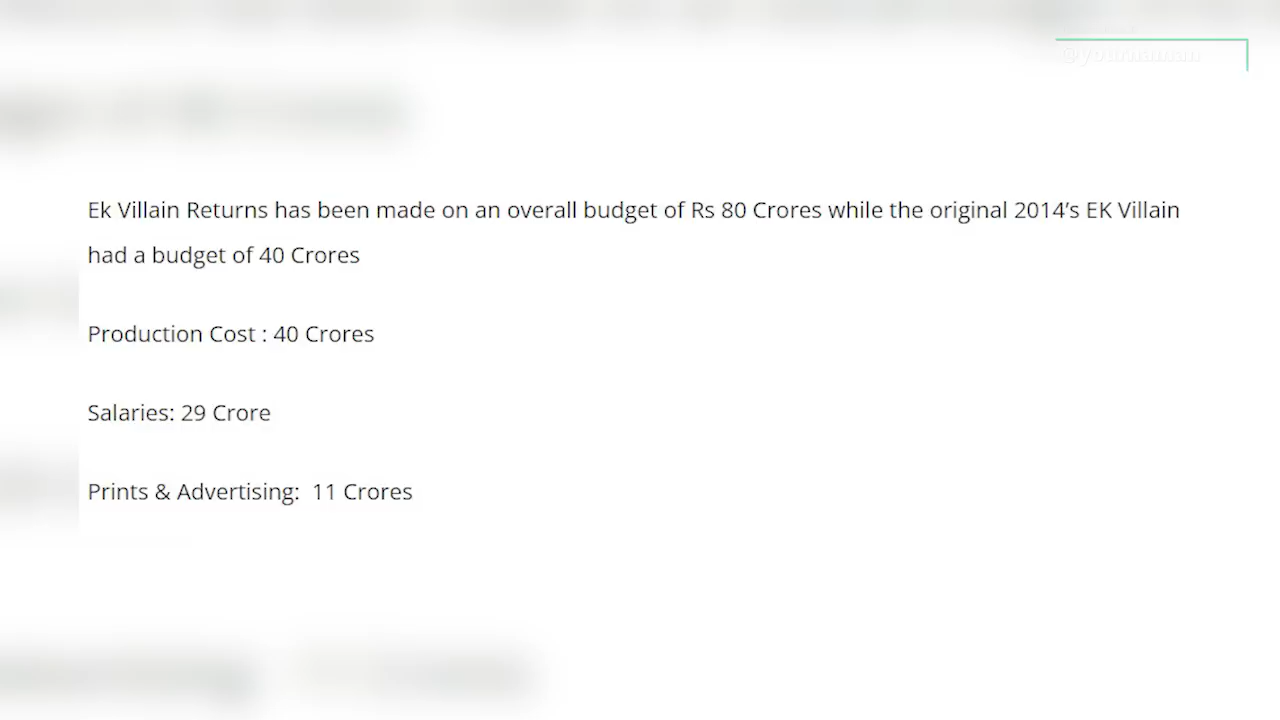 @yournaman
Ek Villain Returns has been made on an overall budget of Rs 80 Crores while the original 2014’s EK Villain
had a budget of 40 Crores
Production Cost : 40 Crores
Salaries: 29 Crore
Prints & Advertising:  11 Crores